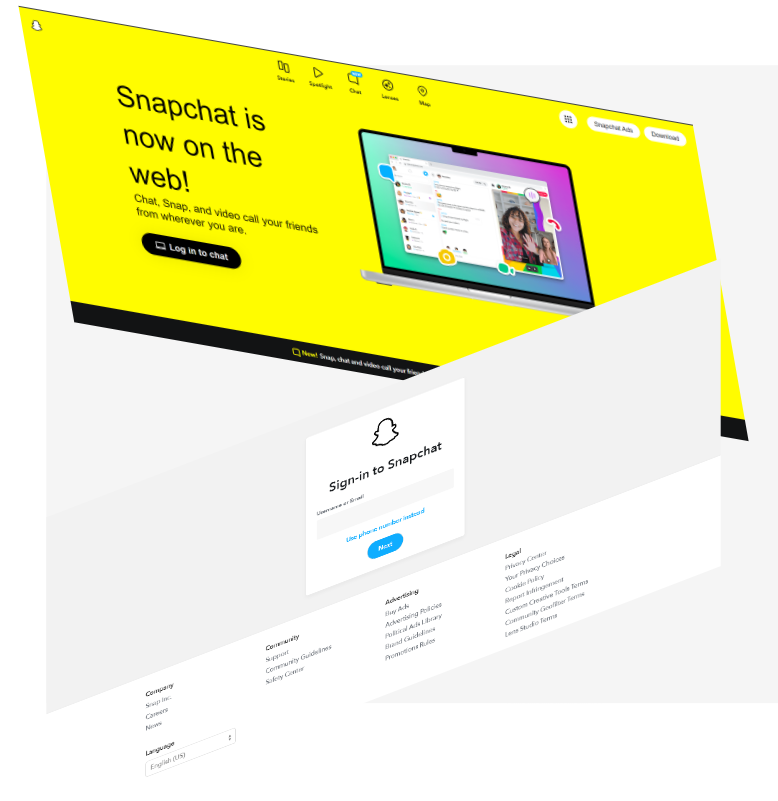 Stories
Spotlight
NEW
Chat
Lenses
Map
Snapchat Ads
Download
Snapchat is
now on the
web!
Chat, Snap, and video call your friends
from wherever you are.
Log in to chat
New! Snap, chat and video call your
Sign-in to Snapchat
Username or Email
Use phone number instead
Next
Company
Snap Inc.
Careers
News
Community
Support
Community Guidelines
Safety Center
Advertising
Buy Ads
Advertising Policies
Political Ads Library
Brand Guidelines
Promotions Rules
Legal
Privacy Center
Your Privacy Choices
Cookie Policy
Report Infringement
Custom Creative Tools Terms
Community Geofilter Terms
Lens Studio Terms
Language
English (US)